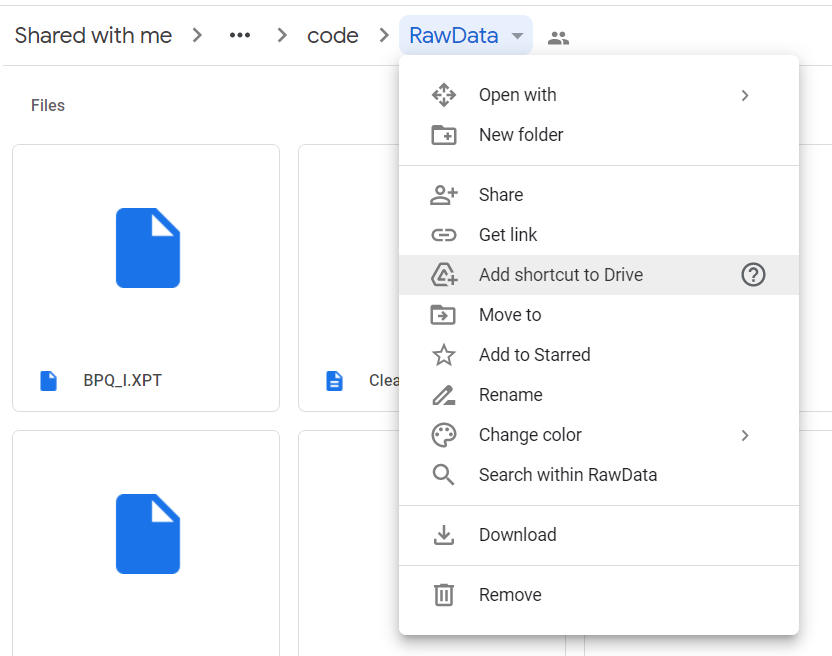 Shared with me > ••• > code > RawData
Files
Open with
New folder
Share
Get link
Add shortcut to Drive
Move to
Add to Starred
Rename
Change color
Search within RawData
Download
Remove
BPQ_I.XPT
Clea